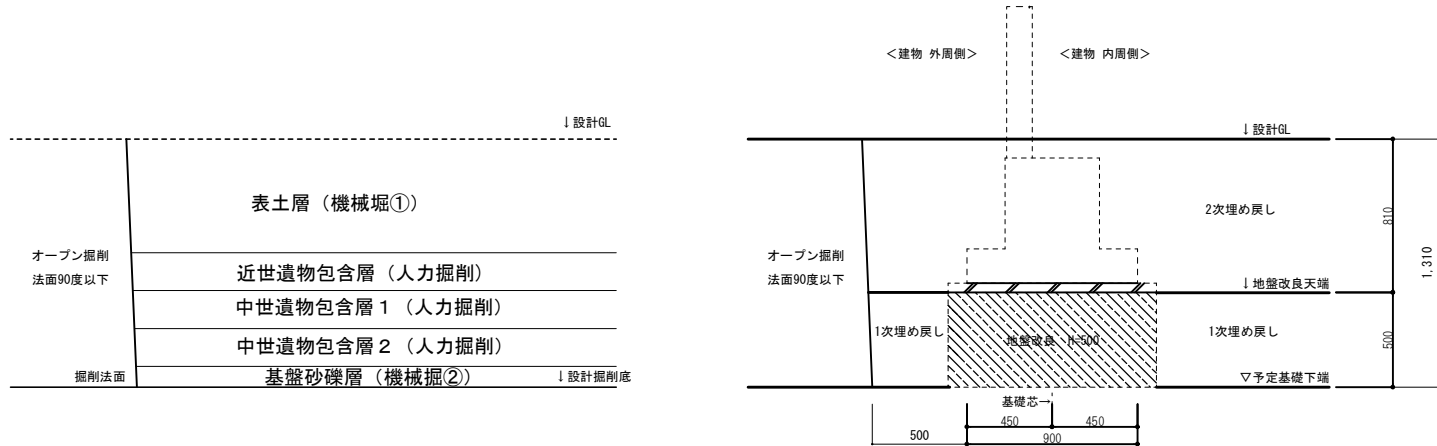 ↓設計GL
表土層（機械堀①）
オープン掘削
法面90度以下
近世遺物包含層（人力掘削）
中世遺物包含層１（人力掘削）
中世遺物包含層２（人力掘削）
掘削法面
基盤砂礫層（機械堀②）
↓設計掘削底
＜建物 外周側＞
＜建物 内周側＞
↓設計GL
2次埋め戻し
810
オープン掘削
法面90度以下
1,310
↓地盤改良天端
1次埋め戻し
地盤改良 H=500
1次埋め戻し
500
▽予定基礎下端
基礎芯→
450
450
500
900